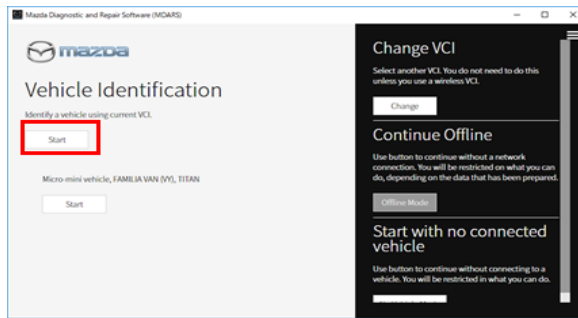 Mazda Diagnostic and Repair Software (MDARS)
mazda
Vehicle Identification
Identify a vehicle using current VCI.
Start
Micro-mini vehicle, FAMILIA VAN (VY), TITAN
Start
Change VCI
Select another VCI. You do not need to do this
unless you use a wireless VCI.
Change
Continue Offline
Use button to continue without a network
connection. You will be restricted on what you can
do, depending on the data that has been prepared.
Offline Mode
Start with no connected
vehicle
Use button to continue without connecting to a
vehicle. You will be restricted in what you can do.